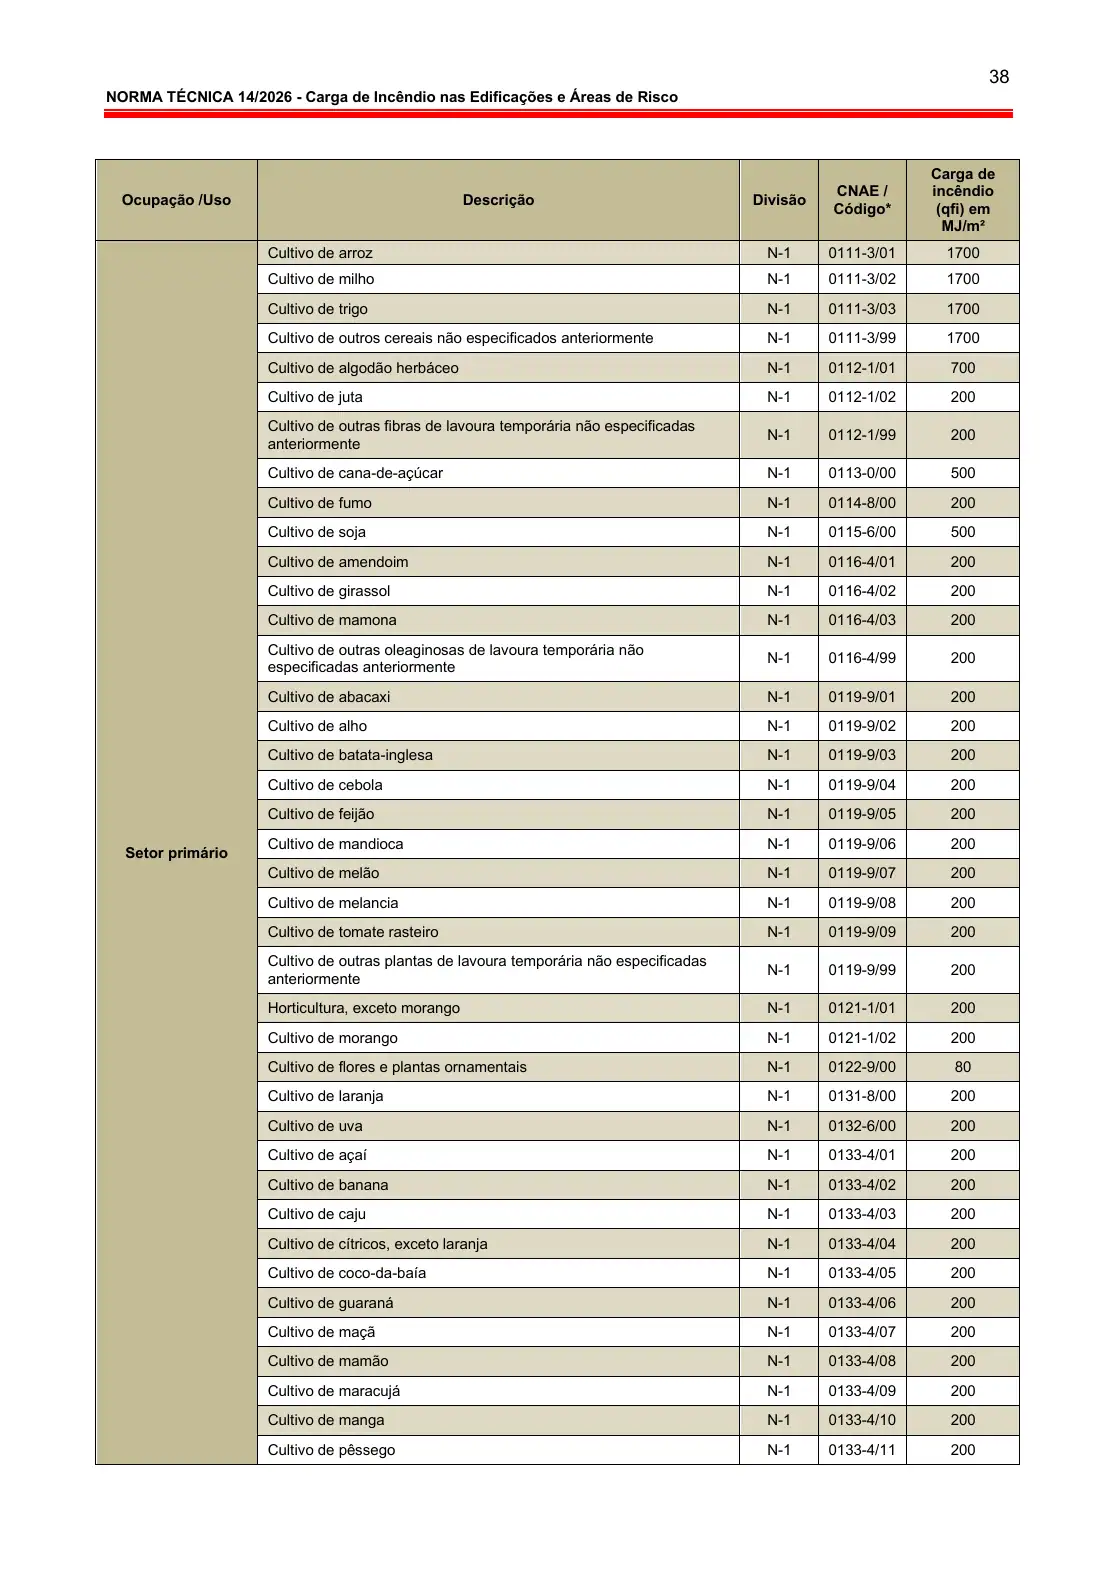 38
NORMA TÉCNICA 14/2026 - Carga de Incêndio nas Edificações e Áreas de Risco
Ocupação /Uso Descrição Divisão CNAE / Código* Carga de incêndio (qfi) em MJ/m²
Setor primário
Cultivo de arroz N-1 0111-3/01 1700
Cultivo de milho N-1 0111-3/02 1700
Cultivo de trigo N-1 0111-3/03 1700
Cultivo de outros cereais não especificados anteriormente N-1 0111-3/99 1700
Cultivo de algodão herbáceo N-1 0112-1/01 700
Cultivo de juta N-1 0112-1/02 200
Cultivo de outras fibras de lavoura temporária não especificadas
anteriormente N-1 0112-1/99 200
Cultivo de cana-de-açúcar N-1 0113-0/00 500
Cultivo de fumo N-1 0114-8/00 200
Cultivo de soja N-1 0115-6/00 500
Cultivo de amendoim N-1 0116-4/01 200
Cultivo de girassol N-1 0116-4/02 200
Cultivo de mamona N-1 0116-4/03 200
Cultivo de outras oleaginosas de lavoura temporária não
especificadas anteriormente N-1 0116-4/99 200
Cultivo de abacaxi N-1 0119-9/01 200
Cultivo de alho N-1 0119-9/02 200
Cultivo de batata-inglesa N-1 0119-9/03 200
Cultivo de cebola N-1 0119-9/04 200
Cultivo de feijão N-1 0119-9/05 200
Cultivo de mandioca N-1 0119-9/06 200
Cultivo de melão N-1 0119-9/07 200
Cultivo de melancia N-1 0119-9/08 200
Cultivo de tomate rasteiro N-1 0119-9/09 200
Cultivo de outras plantas de lavoura temporária não especificadas
anteriormente N-1 0119-9/99 200
Horticultura, exceto morango N-1 0121-1/01 200
Cultivo de morango N-1 0121-1/02 200
Cultivo de flores e plantas ornamentais N-1 0122-9/00 80
Cultivo de laranja N-1 0131-8/00 200
Cultivo de uva N-1 0132-6/00 200
Cultivo de açaí N-1 0133-4/01 200
Cultivo de banana N-1 0133-4/02 200
Cultivo de caju N-1 0133-4/03 200
Cultivo de cítricos, exceto laranja N-1 0133-4/04 200
Cultivo de coco-da-baía N-1 0133-4/05 200
Cultivo de guaraná N-1 0133-4/06 200
Cultivo de maçã N-1 0133-4/07 200
Cultivo de mamão N-1 0133-4/08 200
Cultivo de maracujá N-1 0133-4/09 200
Cultivo de manga N-1 0133-4/10 200
Cultivo de pêssego N-1 0133-4/11 200